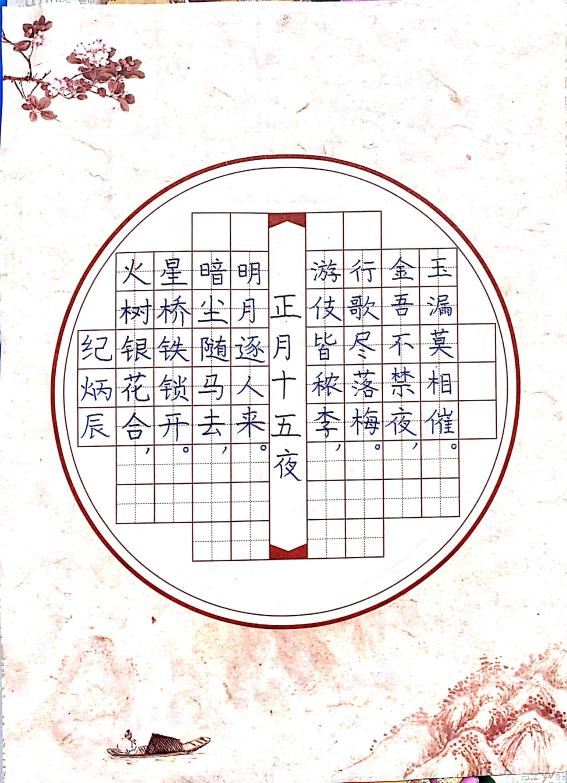 正月十五夜
纪炳辰
火树银花合，
星桥铁锁开。
暗尘随马去，
明月逐人来。
游伎皆秾李，
行歌尽落梅。
金吾不禁夜，
玉漏莫相催。